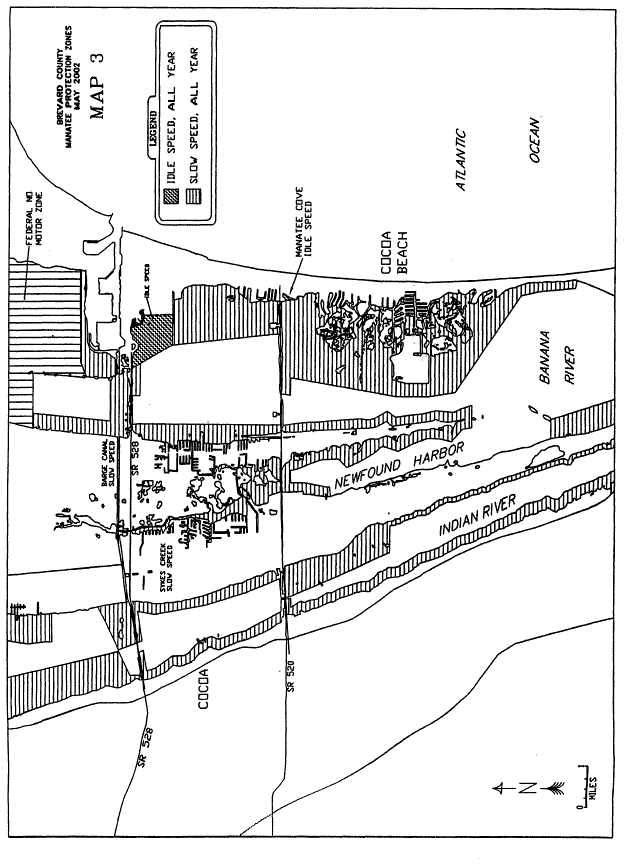 BREVARD COUNTY
MANATEE PROTECTION ZONES
MAY 2002
MAP 3
LEGEND
IDLE SPEED, ALL YEAR
SLOW SPEED, ALL YEAR
FEDERAL NO
MOTOR ZONE
IDLE SPEED
MANATEE COVE
IDLE SPEED
ATLANTIC
OCEAN
COCOA
BEACH
BANANA
RIVER
BARGE CANAL
SLOW SPEED
SR 528
NEWFOUND HARBOR
SYKES CREEK
SLOW SPEED
INDIAN RIVER
COCOA
SR 520
SR 528
N
0
MILES